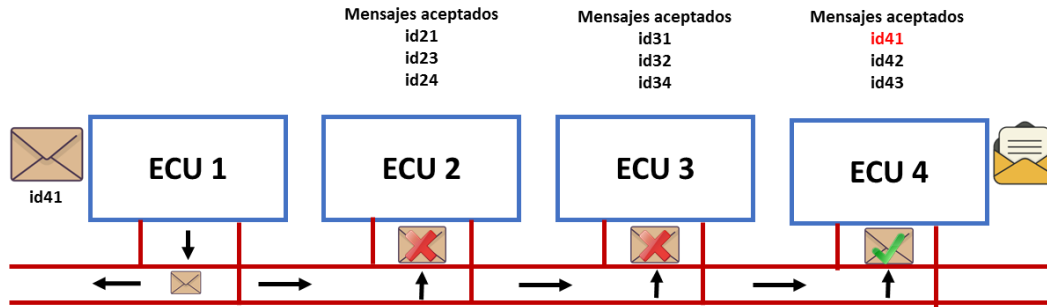 Mensajes aceptados
id21
id23
id24
Mensajes aceptados
id31
id32
id34
Mensajes aceptados
id41
id42
id43
id41
ECU 1
ECU 2
ECU 3
ECU 4